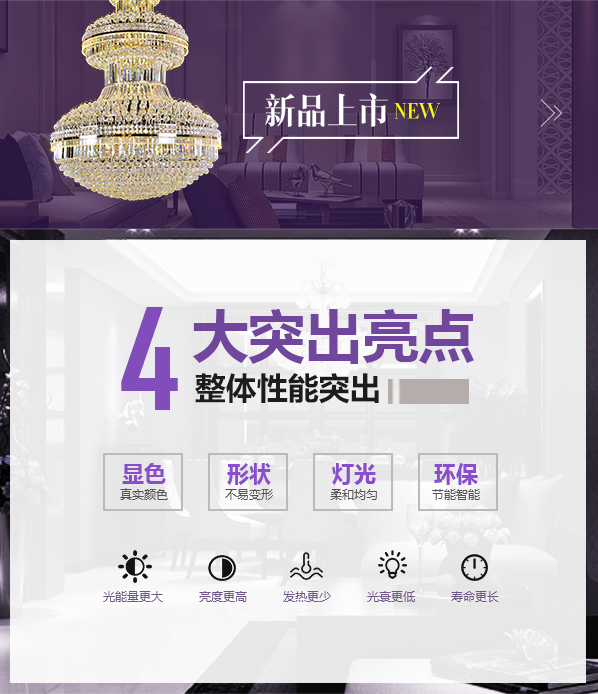 新品上市 NEW
4大突出亮点
整体性能突出
显色 形状 灯光 环保
真实颜色 不易变形 柔和均匀 节能智能
光能量更大 亮度更高 发热更少 光衰更低 寿命更长